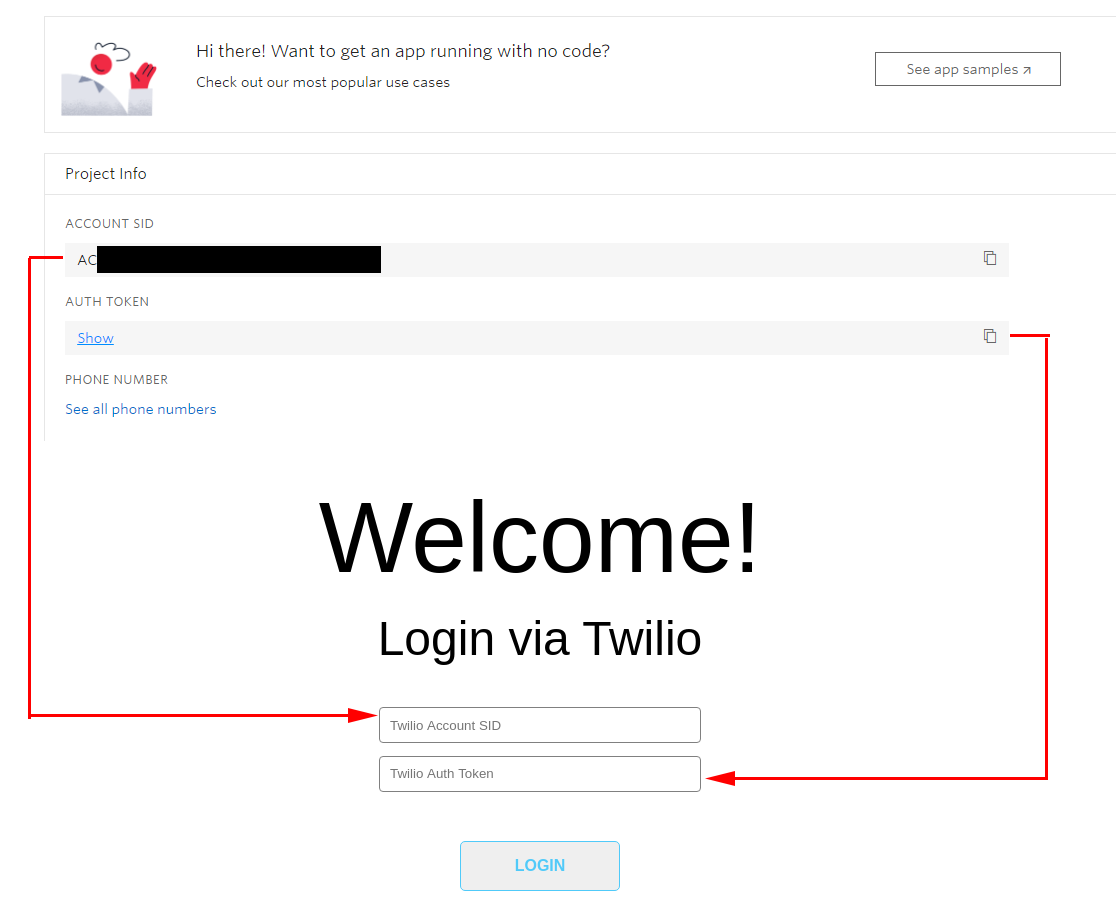 Hi there! Want to get an app running with no code?
Check out our most popular use cases
See app samples ↗
Project Info
ACCOUNT SID
AC
AUTH TOKEN
Show
PHONE NUMBER
See all phone numbers
Welcome!
Login via Twilio
Twilio Account SID
Twilio Auth Token
LOGIN